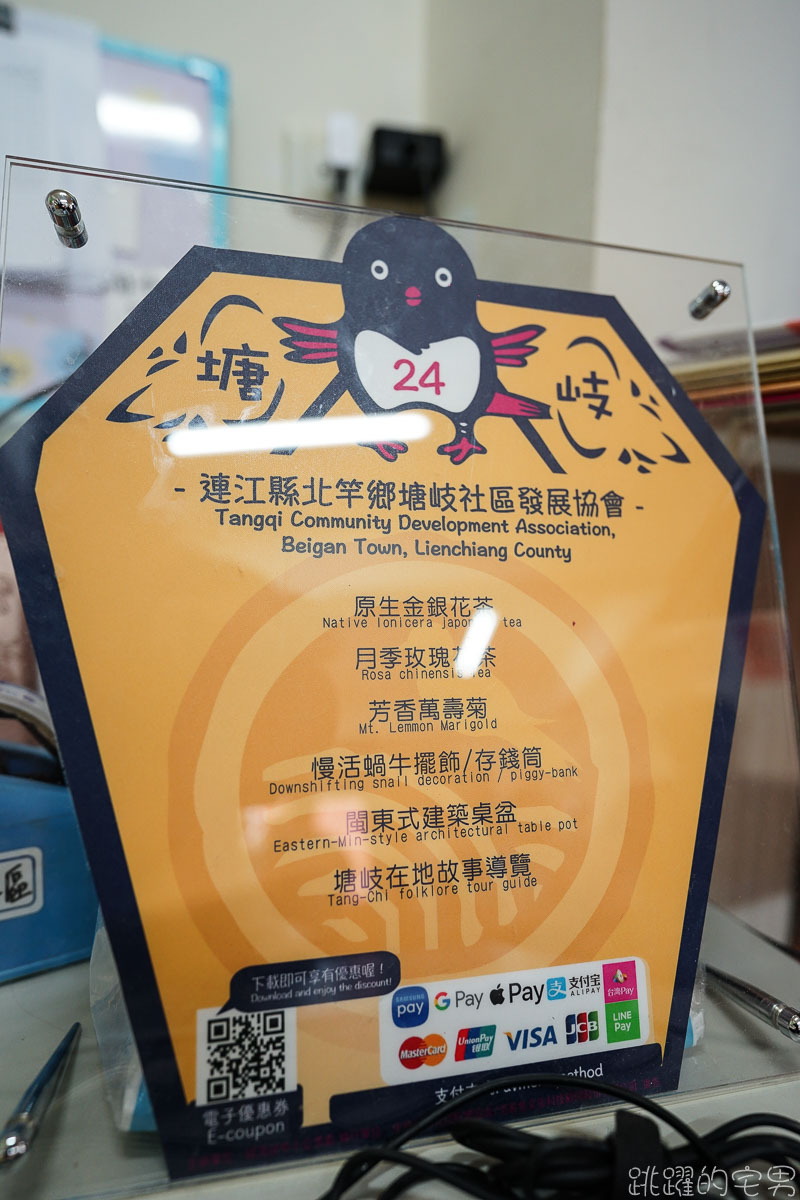 塘
24
岐
- 連江縣北竿鄉塘岐社區發展協會 -
Tangqi Community Development Association,
Beigan Town, Lienchiang County
原生金銀花茶
Native lonicera tea
月季玫瑰花茶
Rosa chinensis tea
芳香萬壽菊
Mt. Lemmon Marigold
慢活蝸牛擺飾/存錢筒
Downshifting snail decoration / piggy-bank
閩東式建築桌盆
Eastern-Min-style architectural table pot
塘岐在地故事導覽
Tang-Chi folklore tour guide
下載即可享有優惠喔！
Download and enjoy the discount!
電子優惠券
E-coupon
pay
G Pay
Pay
支 支付宝
ALIPAY
台灣Pay
MasterCard
UnionPay
银联
VISA
JCB
LINE
Pay
支付
區
跳躍的宅男